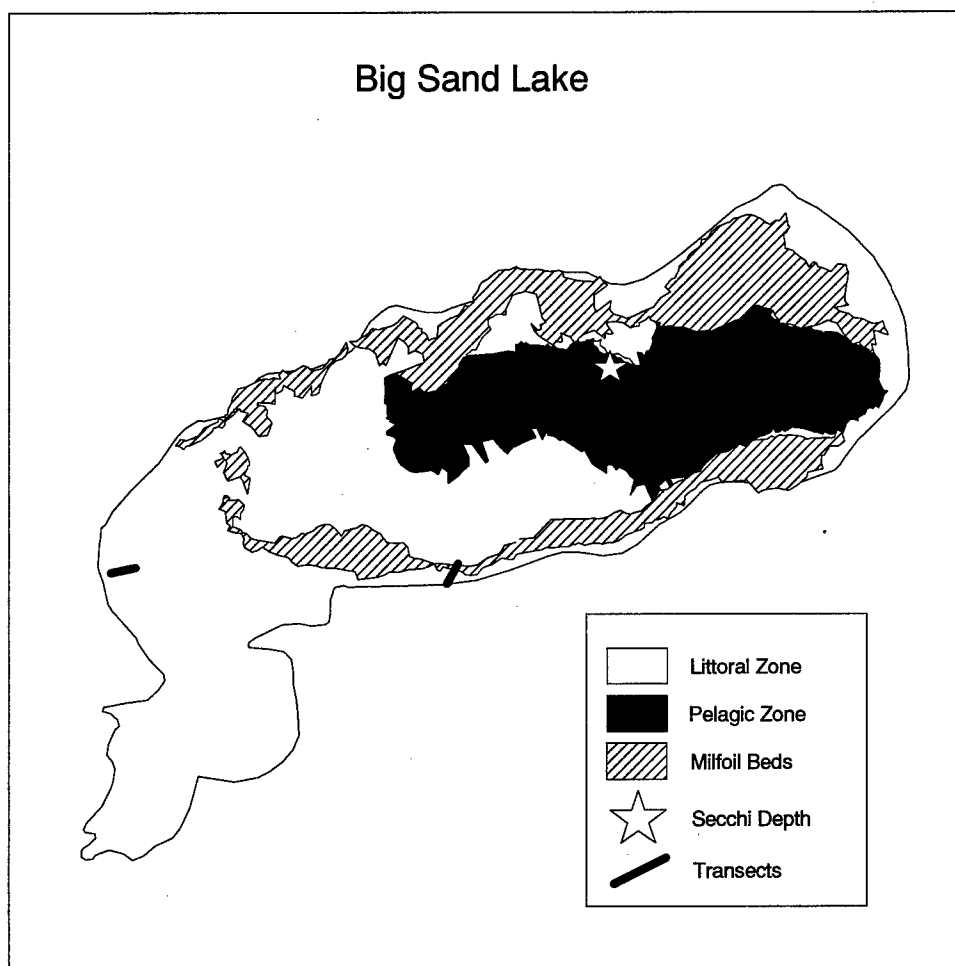 Big Sand Lake
Littoral Zone
Pelagic Zone
Milfoil Beds
Secchi Depth
Transects